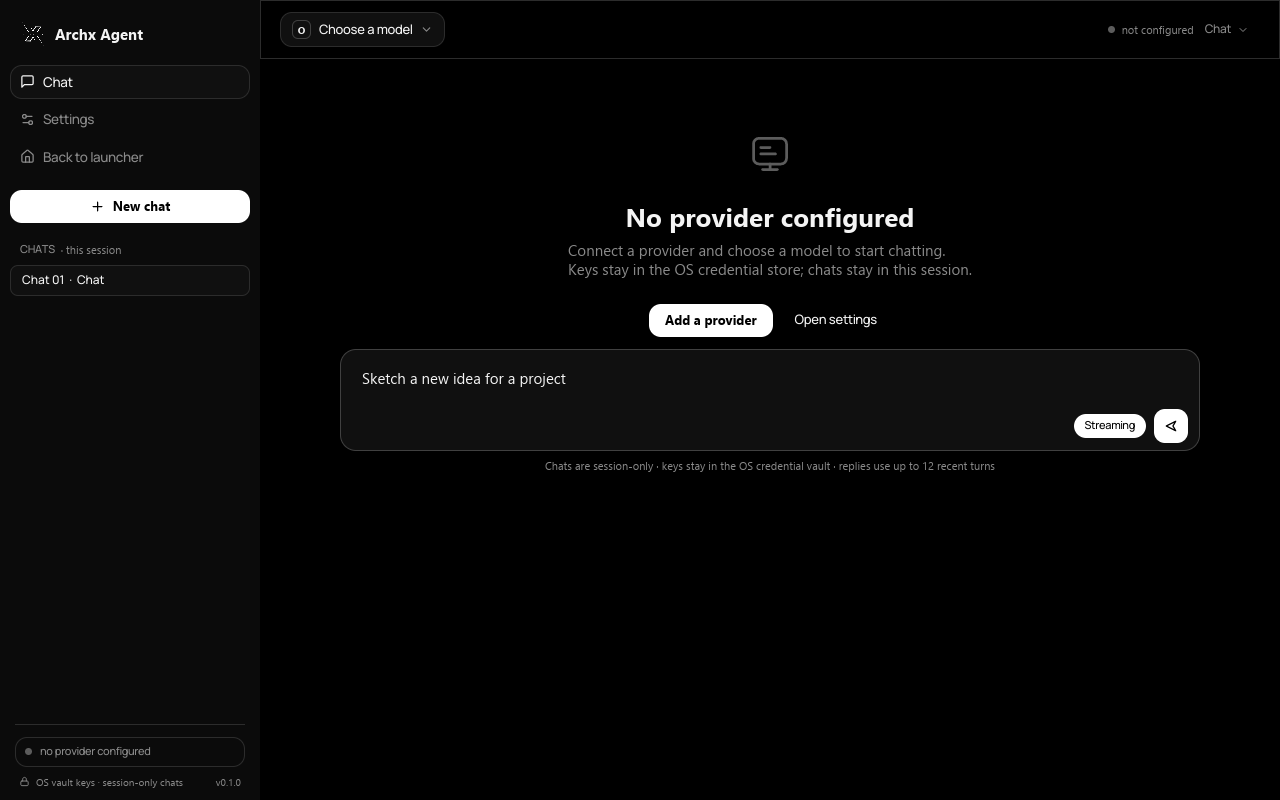 Archx Agent
Chat
Settings
Back to launcher
New chat
CHATS · this session
Chat 01 · Chat
no provider configured
OS vault keys · session-only chats
v0.1.0
o Choose a model
not configured
Chat
No provider configured
Connect a provider and choose a model to start chatting.
Keys stay in the OS credential store; chats stay in this session.
Add a provider
Open settings
Sketch a new idea for a project
Streaming
Chats are session-only · keys stay in the OS credential vault · replies use up to 12 recent turns